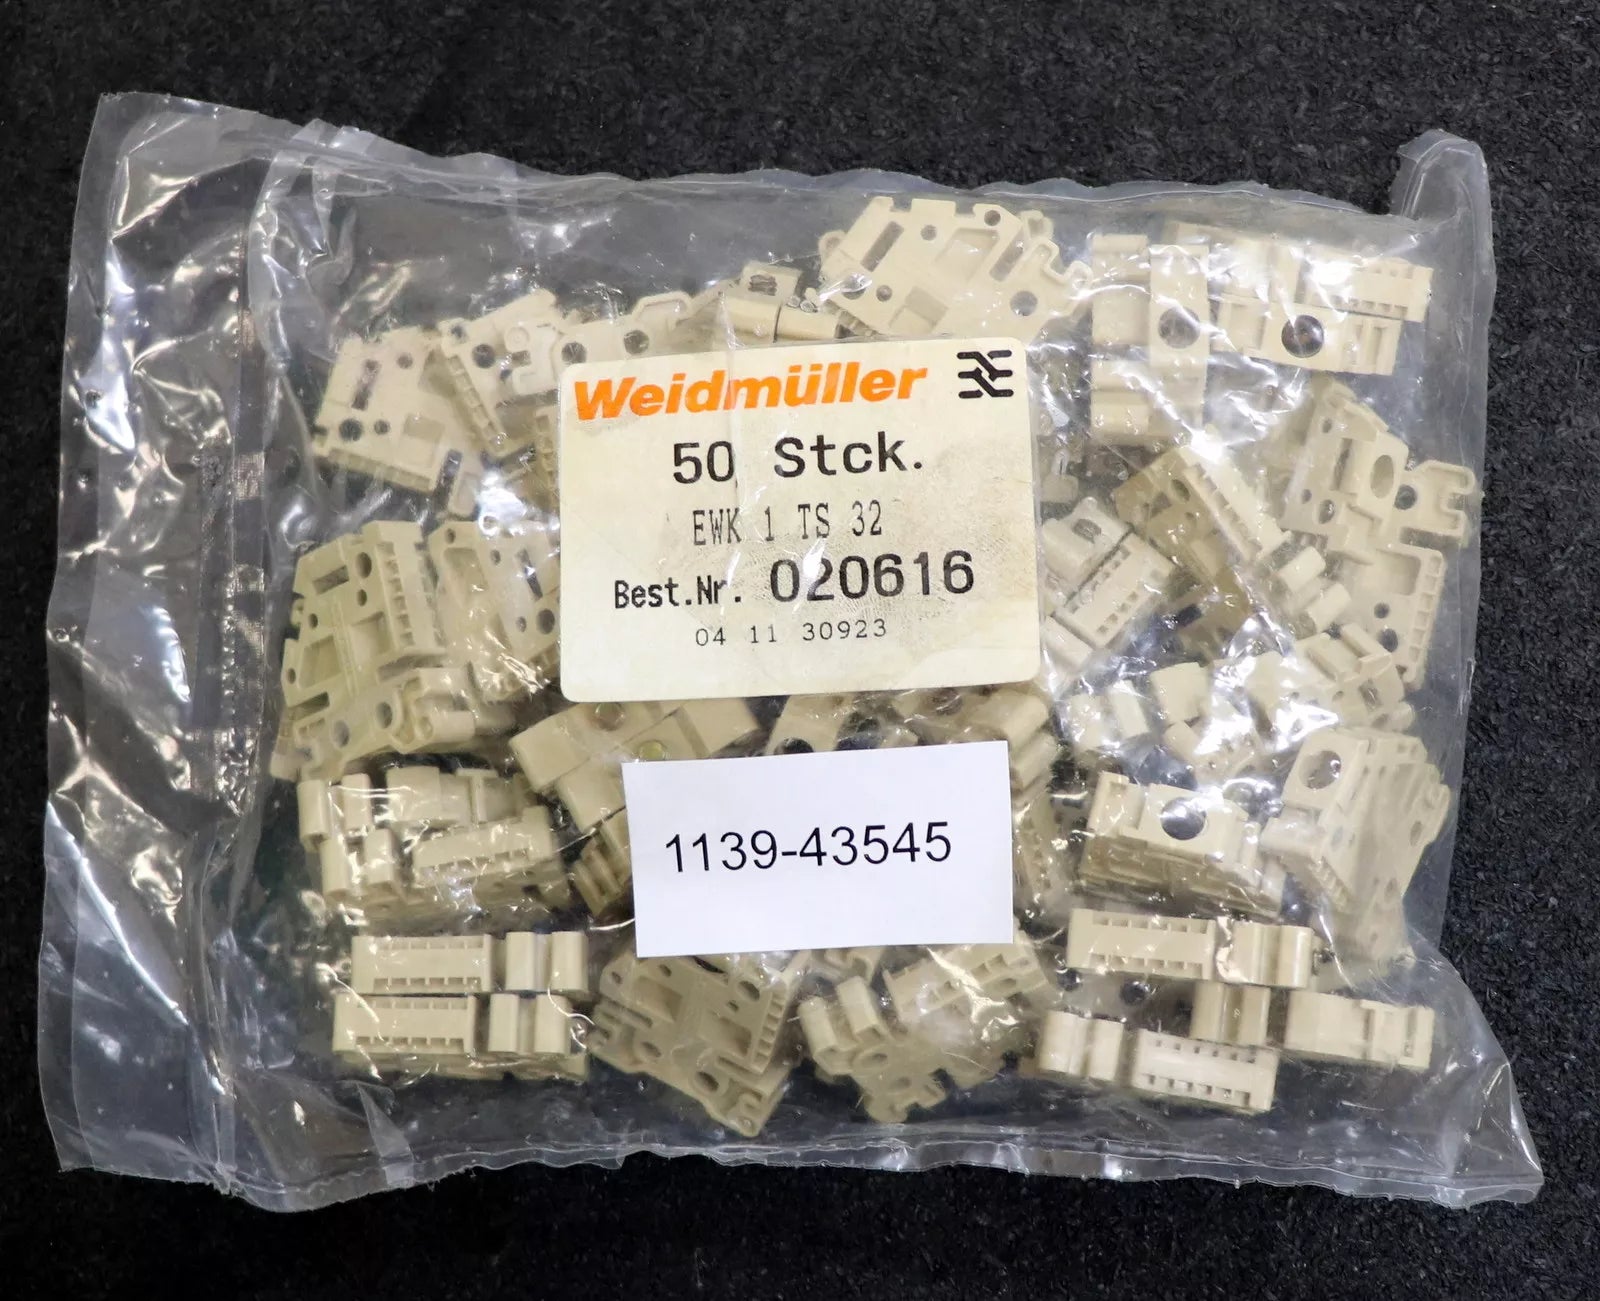 Weidmüller
50 Stck.
EWK 1 TS 32
Best.Nr. 020616
04 11 30923
1139-43545